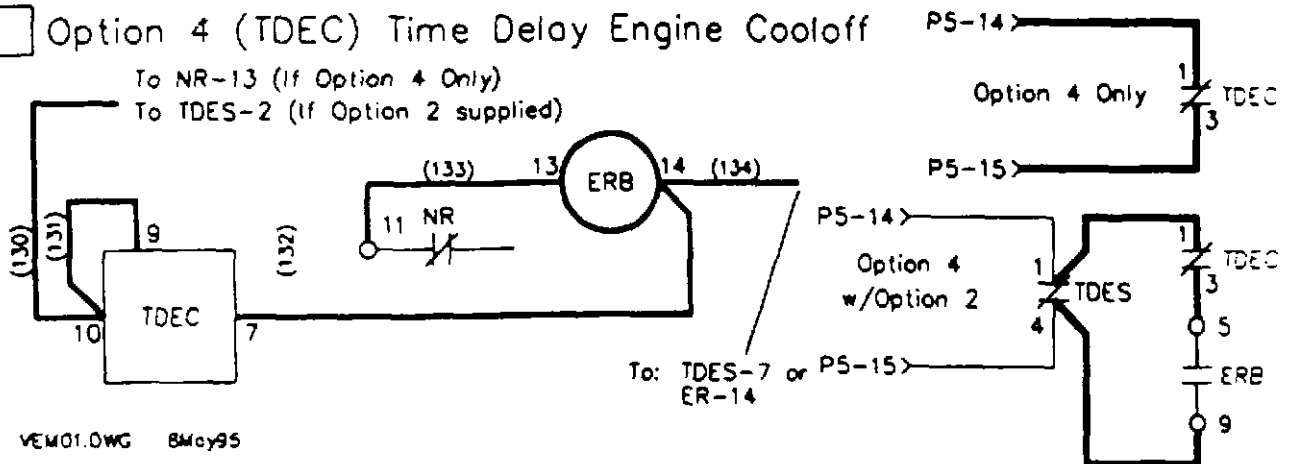 Option 4 (TDEC) Time Delay Engine Cooloff
To NR-13 (If Option 4 Only)
To TDES-2 (If Option 2 supplied)
(130)
(131)
9
10
TDEC
7
(132)
(133)
11
NR
13
ERB
14
(134)
To: TDES-7 or
ER-14
P5-14
Option 4 Only
1
TDEC
3
P5-15
P5-14
Option 4
w/Option 2
1
TDES
4
P5-15
1
TDEC
3
5
ERB
9
VEM01.DWG 8May95